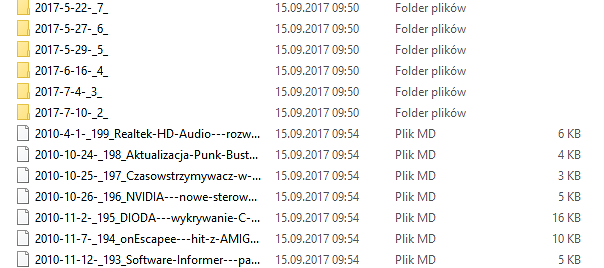 2017-5-22-_7_ 15.09.2017 09:50 Folder plików
2017-5-27-_6_ 15.09.2017 09:50 Folder plików
2017-5-29-_5_ 15.09.2017 09:50 Folder plików
2017-6-16-_4_ 15.09.2017 09:50 Folder plików
2017-7-4-_3_ 15.09.2017 09:50 Folder plików
2017-7-10-_2_ 15.09.2017 09:50 Folder plików
2010-4-1-_199_Realtek-HD-Audio---rozw... 15.09.2017 09:54 Plik MD 6 KB
2010-10-24-_198_Aktualizacja-Punk-Bust... 15.09.2017 09:54 Plik MD 5 KB
2010-10-25-_197_Czasowstrzymywacz-w-... 15.09.2017 09:54 Plik MD 3 KB
2010-10-26-_196_NVIDIA---nowe-sterow... 15.09.2017 09:54 Plik MD 5 KB
2010-11-2-_195_DIODA---wykrywanie-C-... 15.09.2017 09:54 Plik MD 16 KB
2010-11-7-_194_onEscapee---hit-z-AMIG... 15.09.2017 09:54 Plik MD 10 KB
2010-11-12-_193_Software-Informer---pa... 15.09.2017 09:54 Plik MD 5 KB